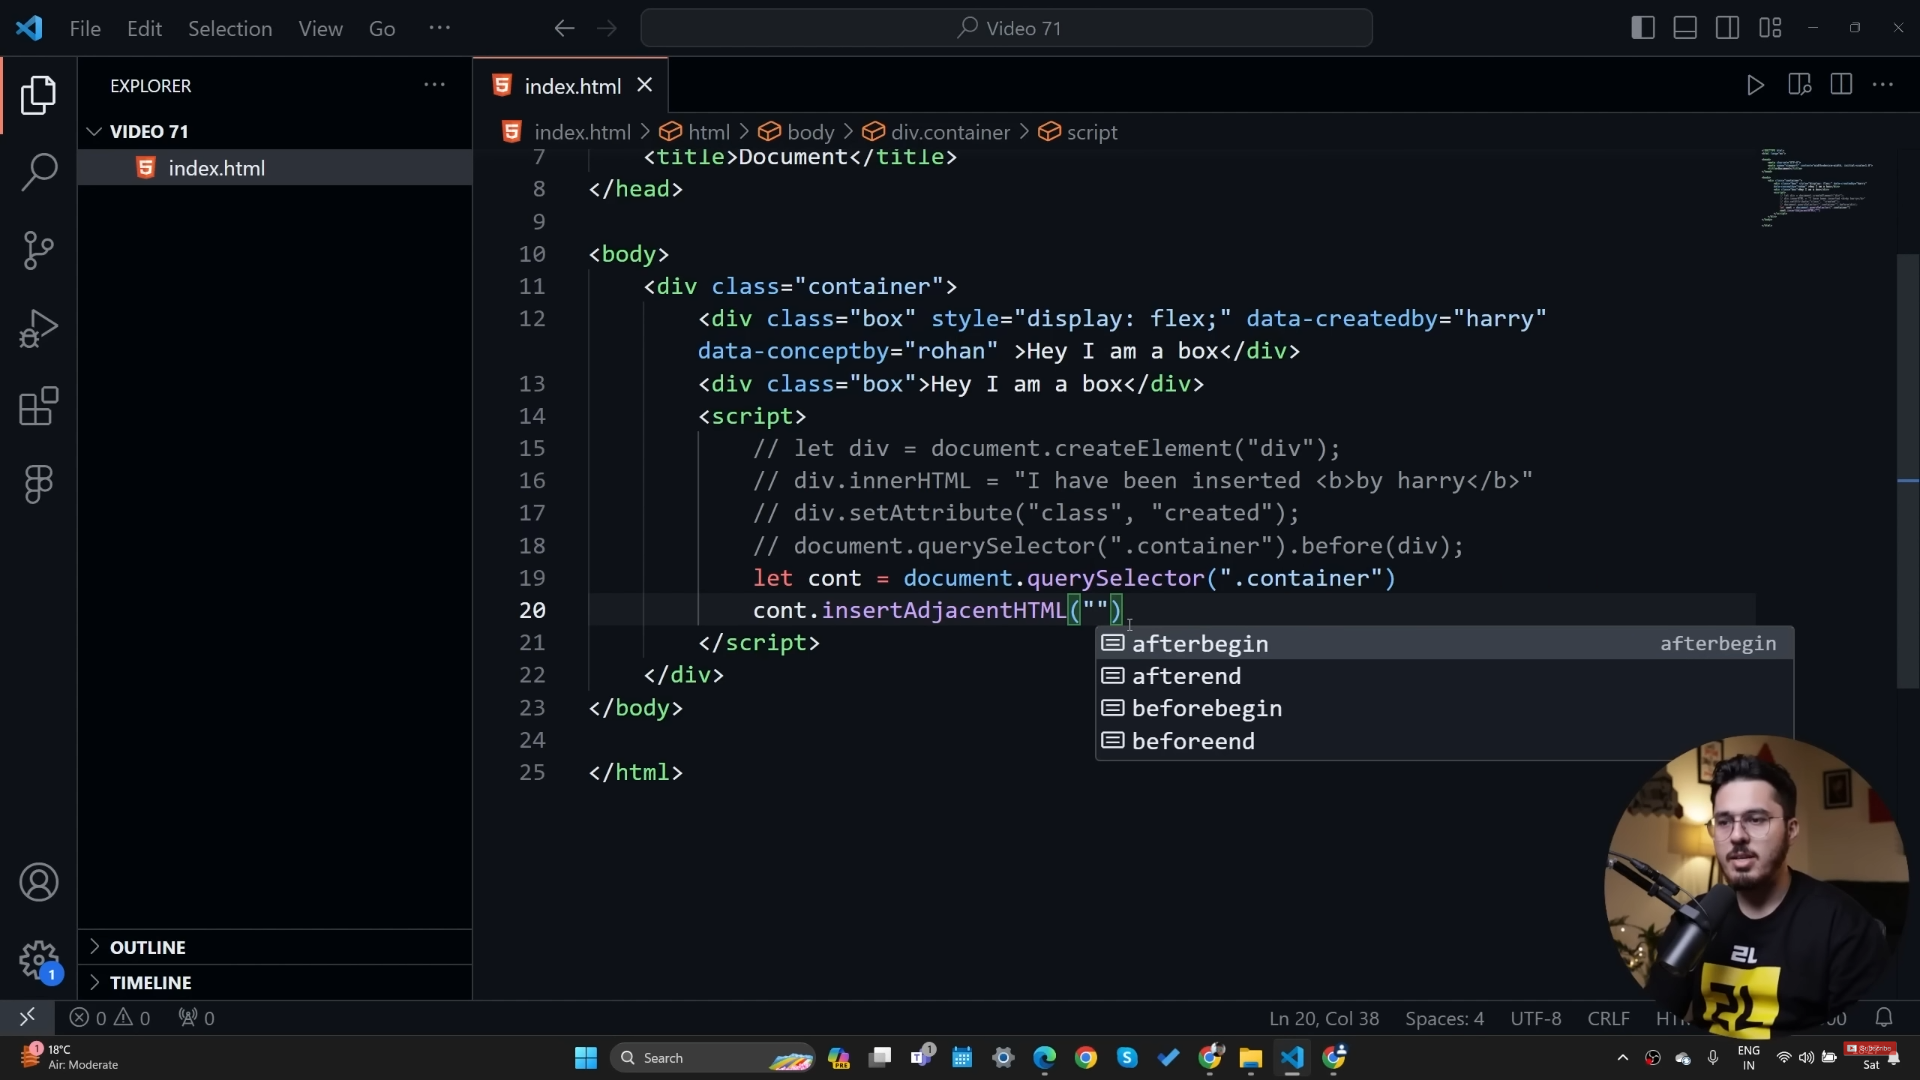 File Edit Selection View Go ···
Video 71
EXPLORER ···
index.html
VIDEO 71
index.html > html > body > div.container > script
index.html
7 <title>Document</title>
8 </head>
9
10 <body>
11 <div class="container">
12 <div class="box" style="display: flex;" data-createdby="harry"
data-conceptby="rohan" >Hey I am a box</div>
13 <div class="box">Hey I am a box</div>
14 <script>
15 // let div = document.createElement("div");
16 // div.innerHTML = "I have been inserted <b>by harry</b>"
17 // div.setAttribute("class", "created");
18 // document.querySelector(".container").before(div);
19 let cont = document.querySelector(".container")
20 cont.insertAdjacentHTML("")
21 </script>
afterbegin afterbegin
22 </div>
afterend
23 </body>
beforebegin
24
beforeend
25 </html>
OUTLINE
1
TIMELINE
0 0 0
Ln 20, Col 38 Spaces: 4 UTF-8 CRLF
1 18°C
Air: Moderate
Search
PRE
1
ENG
IN
Subscribe
Sat